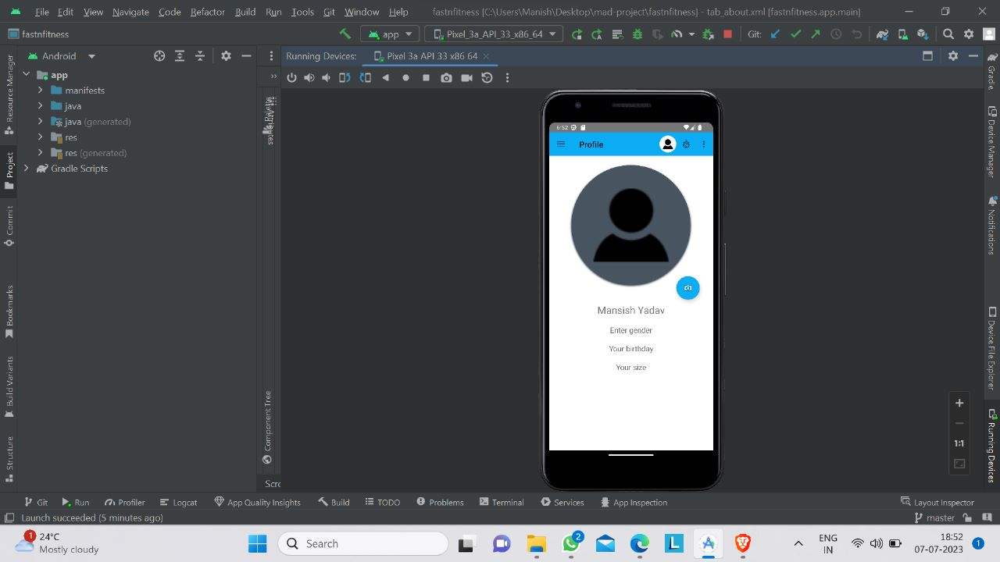 File Edit View Navigate Code Refactor Build Run Tools Git Window Help fastnfitness [C:\Users\Manish\Desktop\mad-project\fastnfitness] - tab_about.xml [fastnfitness.app.main]
fastnfitness app Pixel_3a_API_33_x86_64 Git:
Android
Running Devices: Pixel 3a API 33 x86 64
app
manifests
java
java (generated)
res
res (generated)
Gradle Scripts
Resource Manager
Project
Commit
Bookmarks
Build Variants
Structure
Attributes
Component Tree
6:52
Profile
Mansish Yadav
Enter gender
Your birthday
Your size
1:1
Gradle
Device Manager
Notifications
Device File Explorer
Running Devices
Git Run Profiler Logcat App Quality Insights Build TODO Problems Terminal Services App Inspection Layout Inspector
Launch succeeded (5 minutes ago) master
1 24°C
Mostly cloudy
Search
2
L
ENG
IN
18:52
07-07-2023
1